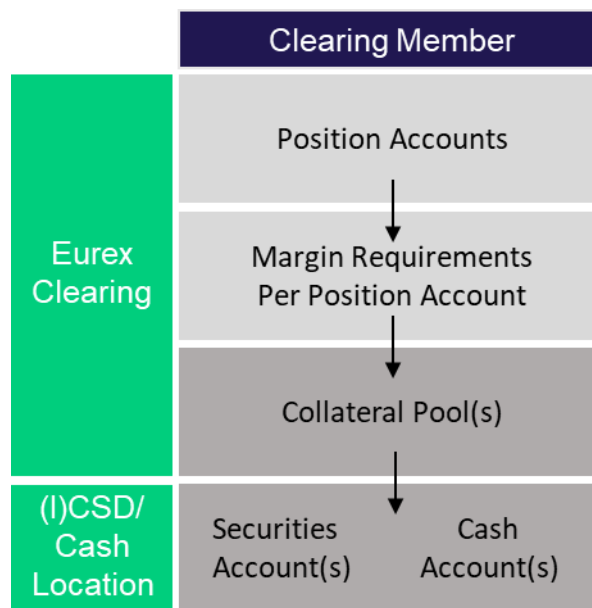 Clearing Member
Eurex
Clearing
Position Accounts
Margin Requirements
Per Position Account
Collateral Pool(s)
(I)CSD/
Cash
Location
Securities
Account(s)
Cash
Account(s)